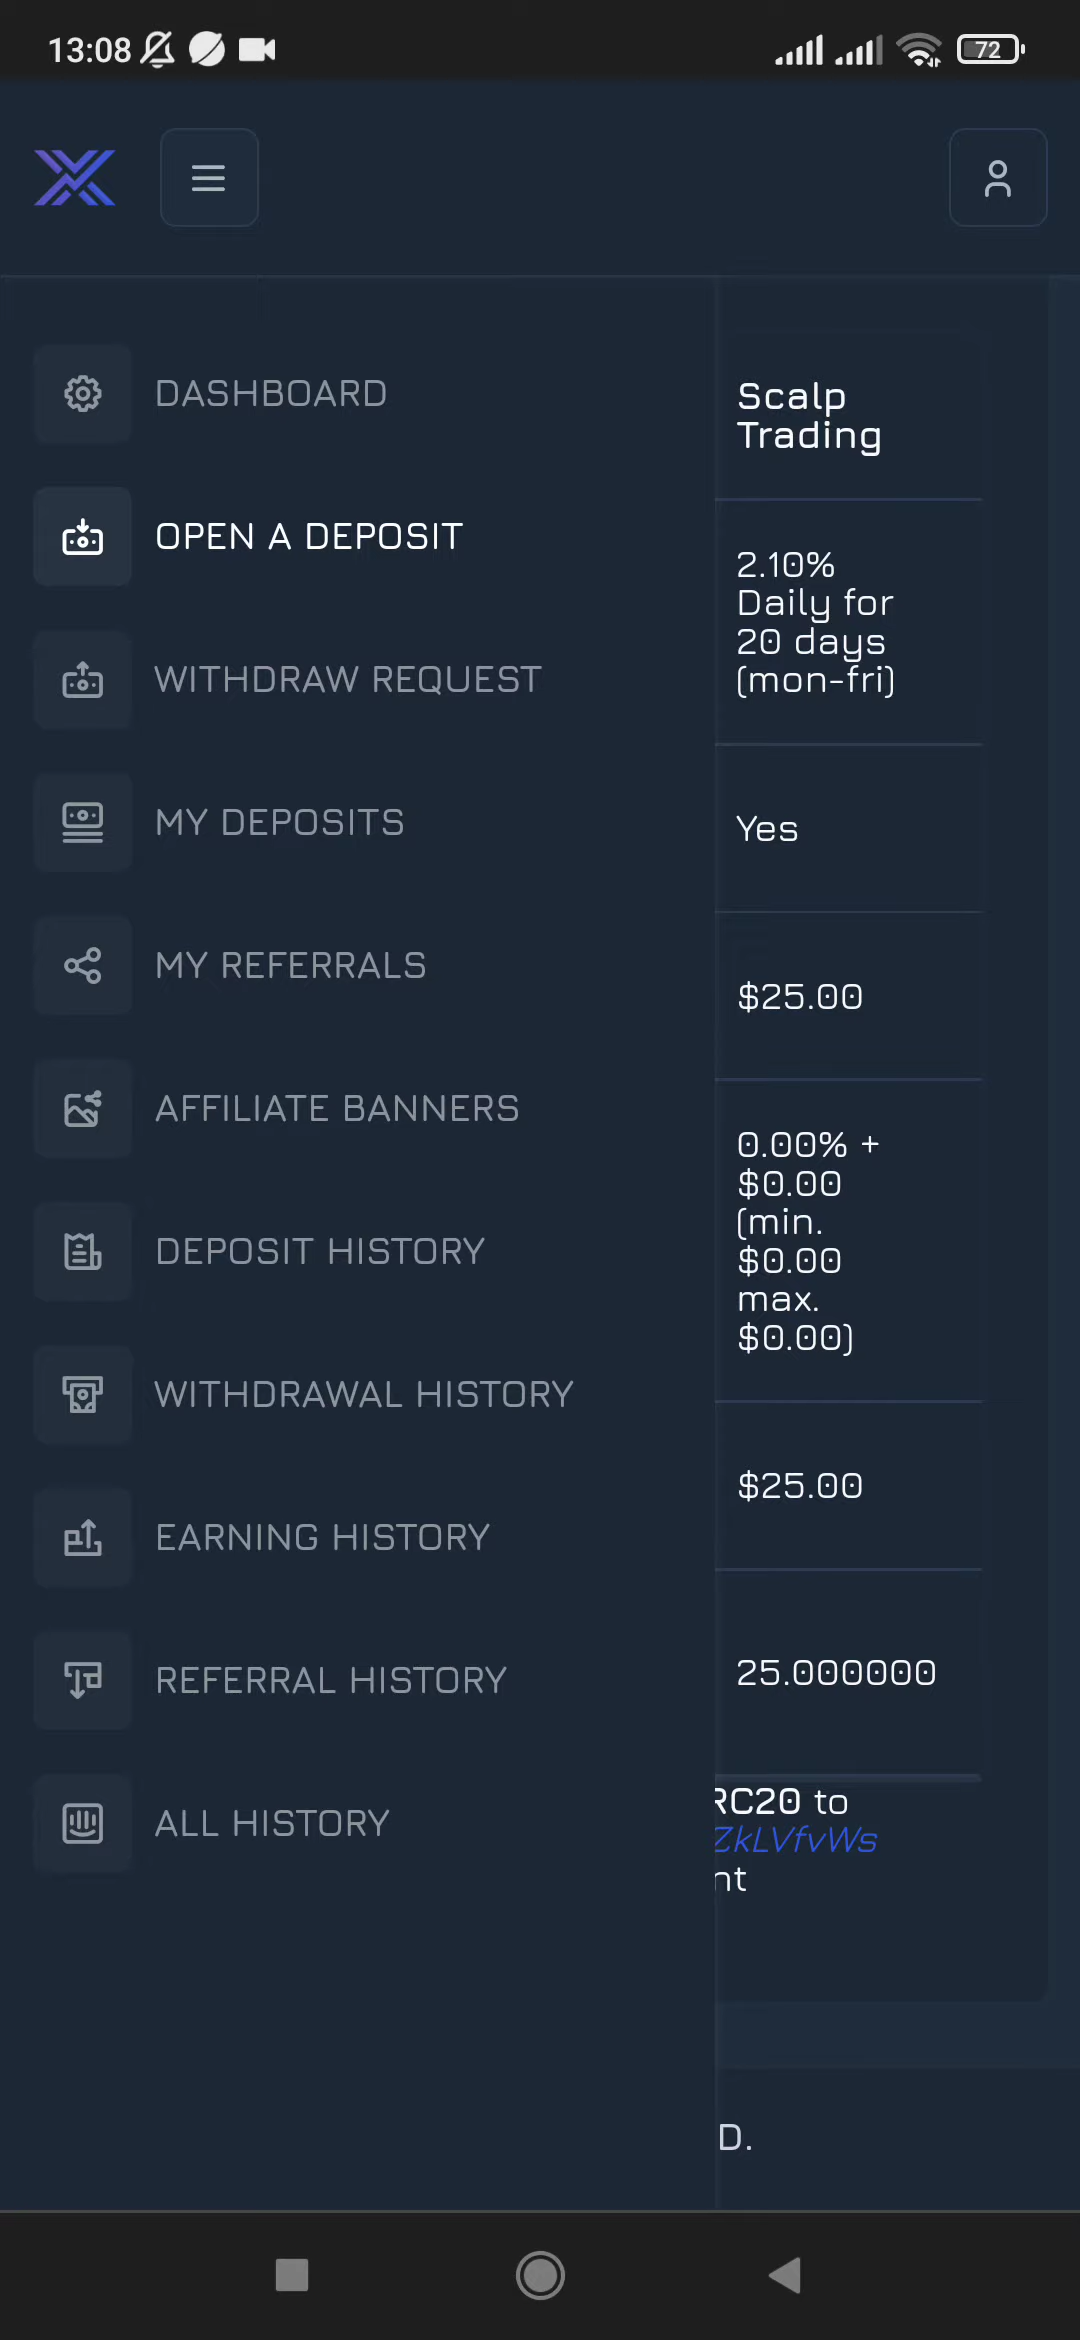 13:08
72
DASHBOARD
OPEN A DEPOSIT
WITHDRAW REQUEST
MY DEPOSITS
MY REFERRALS
AFFILIATE BANNERS
DEPOSIT HISTORY
WITHDRAWAL HISTORY
EARNING HISTORY
REFERRAL HISTORY
ALL HISTORY
Scalp
Trading
2.10%
Daily for
20 days
(mon-fri)
Yes
$25.00
0.00% +
$0.00
(min.
$0.00
max.
$0.00)
$25.00
25.000000
RC20 to
ZkLVfvWs
nt
D.